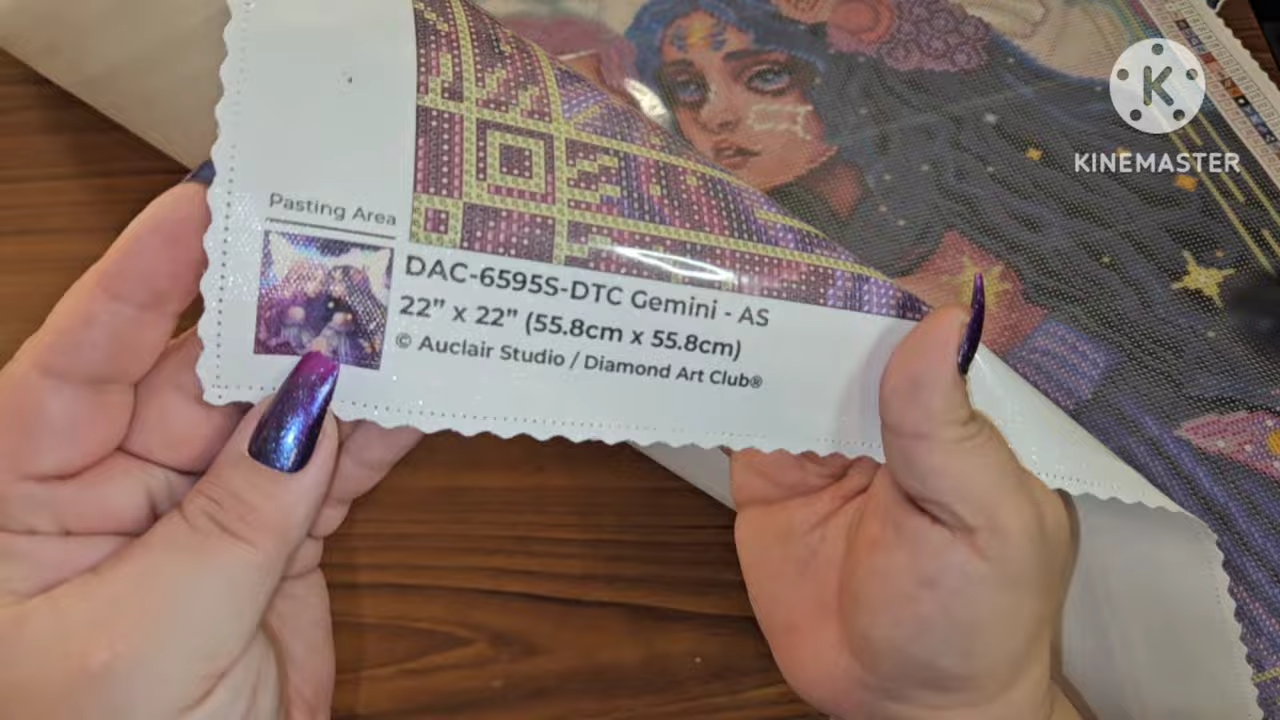 K
KINEMASTER
Pasting Area
DAC-6595S-DTC Gemini - AS
22” x 22” (55.8cm x 55.8cm)
© Auclair Studio / Diamond Art Club®